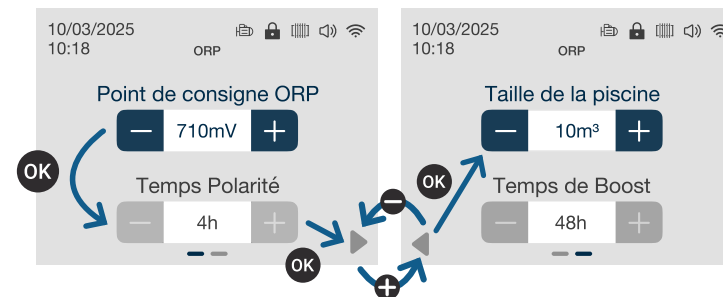 10/03/2025
10:18
ORP
Point de consigne ORP
710mV
OK
Temps Polarité
4h
OK
10/03/2025
10:18
ORP
Taille de la piscine
10m³
OK
Temps de Boost
48h